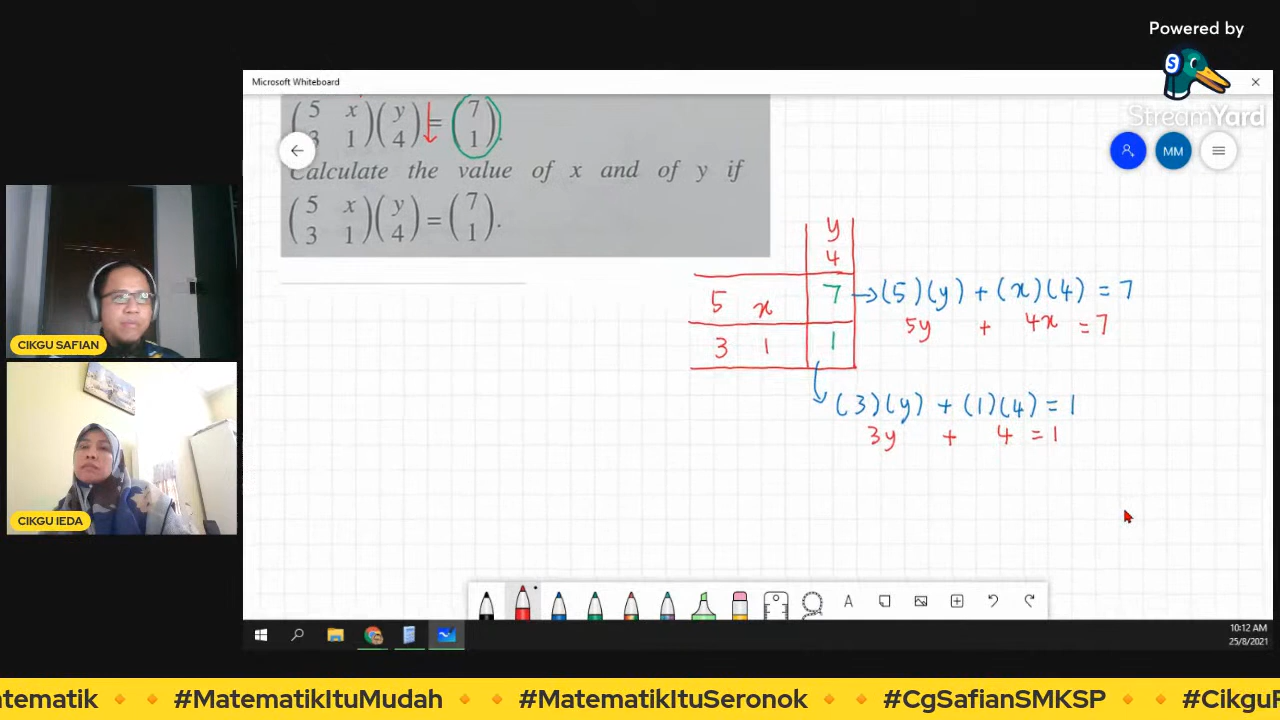 Powered by
StreamYard
Microsoft Whiteboard
(5 x / 3 1)(y / 4) = (7 / 1).
Calculate the value of x and of y if
(5 x / 3 1)(y / 4) = (7 / 1).
y
4
5 x 7 → (5)(y) + (x)(4) = 7
5y + 4x = 7
3 1 1
(3)(y) + (1)(4) = 1
3y + 4 = 1
MM
CIKGU SAFIAN
CIKGU IEDA
A
10:12 AM
25/8/2021
tematik #MatematikItuMudah #MatematikItuSeronok #CgSafianSMKSP #CikguP